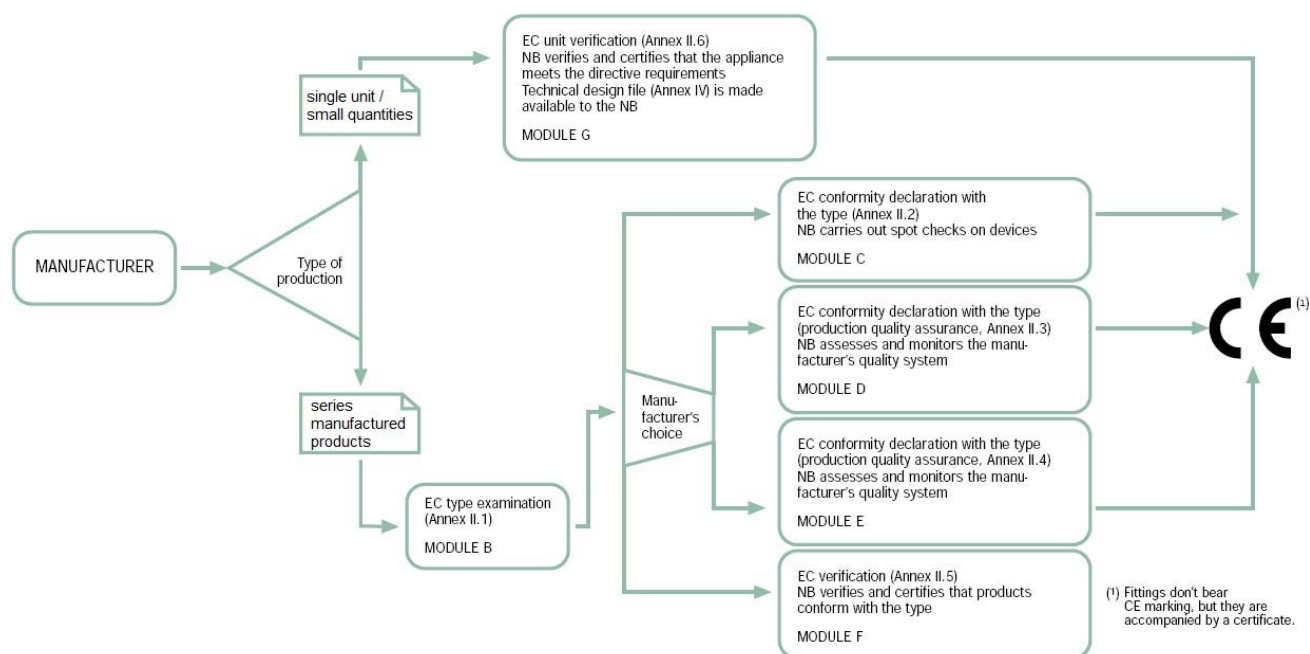 EC unit verification (Annex II.6)
NB verifies and certifies that the appliance
meets the directive requirements
Technical design file (Annex IV) is made
available to the NB
MODULE G
single unit /
small quantities
EC conformity declaration with
the type (Annex II.2)
NB carries out spot checks on devices
MODULE C
MANUFACTURER
Type of
production
EC conformity declaration with the type
(production quality assurance, Annex II.3)
NB assesses and monitors the manu-
facturer's quality system
MODULE D
CE (1)
series
manufactured
products
Manu-
facturer's
choice
EC conformity declaration with the type
(production quality assurance, Annex II.4)
NB assesses and monitors the manu-
facturer's quality system
MODULE E
EC type examination
(Annex II.1)
MODULE B
EC verification (Annex II.5)
NB verifies and certifies that products
conform with the type
MODULE F
(1) Fittings don't bear
CE marking, but they are
accompanied by a certificate.